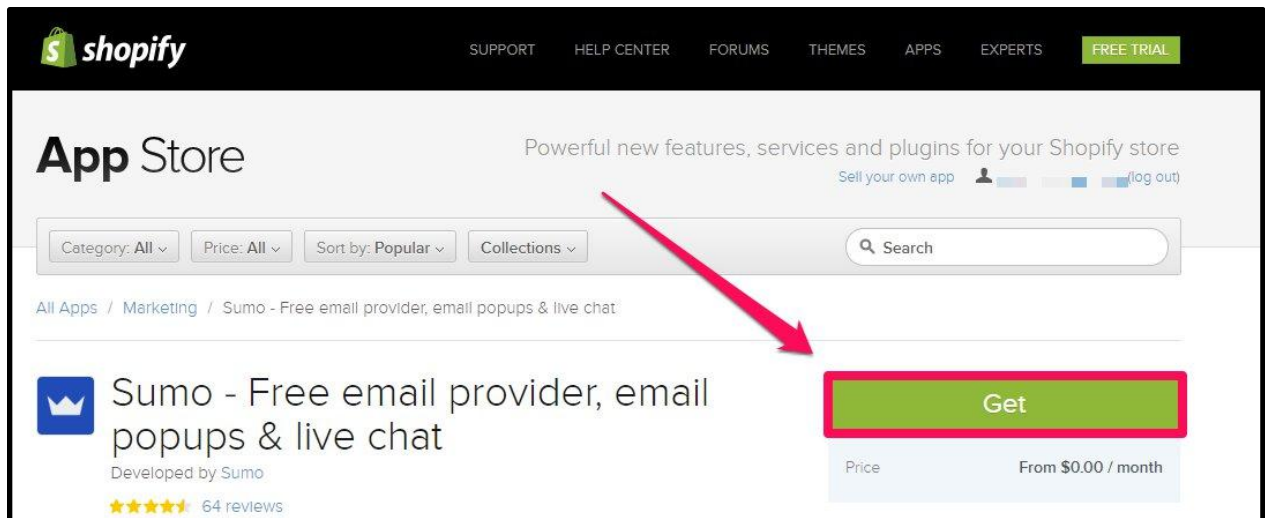 shopify
SUPPORT HELP CENTER FORUMS THEMES APPS EXPERTS FREE TRIAL
App Store
Powerful new features, services and plugins for your Shopify store
Sell your own app (log out)
Category: All Price: All Sort by: Popular Collections Search
All Apps / Marketing / Sumo - Free email provider, email popups & live chat
Sumo - Free email provider, email
popups & live chat
Get
Developed by Sumo
Price From $0.00 / month
64 reviews